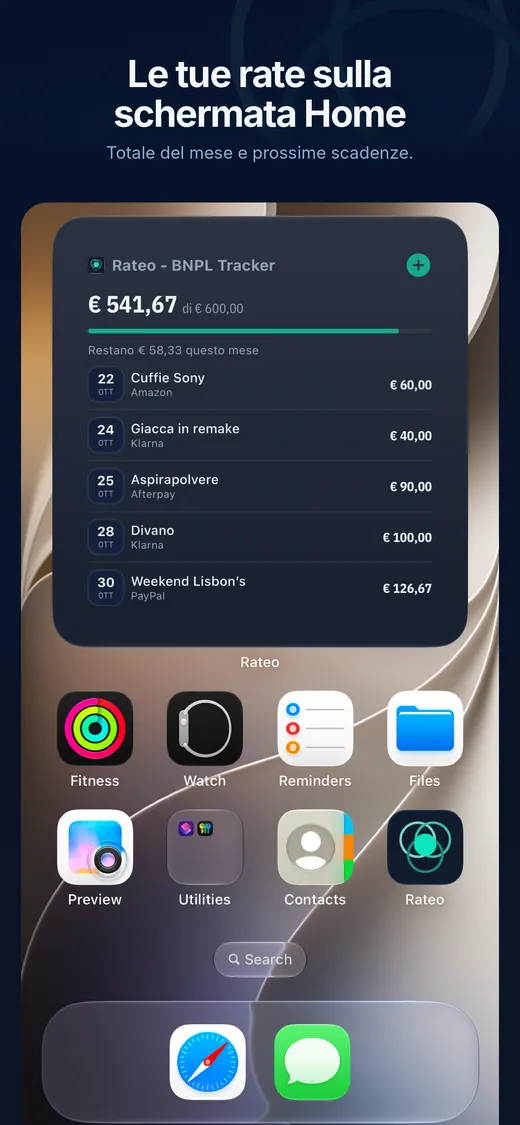 Le tue rate sulla
schermata Home
Totale del mese e prossime scadenze.
Rateo - BNPL Tracker
€ 541,67 di € 600,00
Restano € 58,33 questo mese
22 OTT Cuffie Sony Amazon € 60,00
24 OTT Giacca in remake Klarna € 40,00
25 OTT Aspirapolvere Afterpay € 90,00
28 OTT Divano Klarna € 100,00
30 OTT Weekend Lisbon's PayPal € 126,67
Rateo
Fitness Watch Reminders Files
Preview Utilities Contacts Rateo
Search